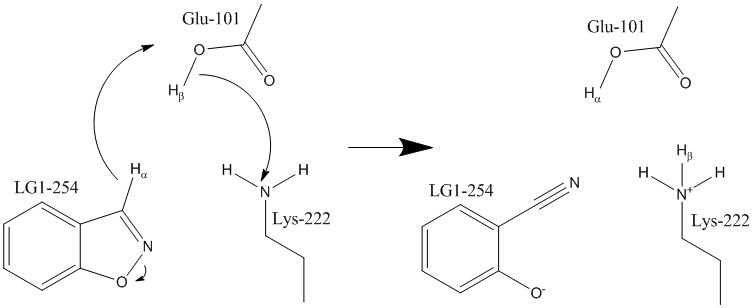 Glu-101
O
O
Hβ
Hα
LG1-254
N
O
H
H
N
Lys-222
Glu-101
O
O
Hα
LG1-254
N
O-
Hβ
H
H
N+
Lys-222